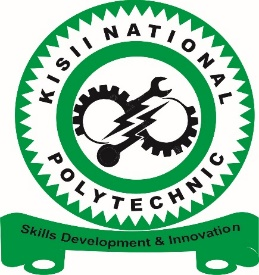 KISII NATIONAL
POLYTECHNIC
Skills Development & Innovation